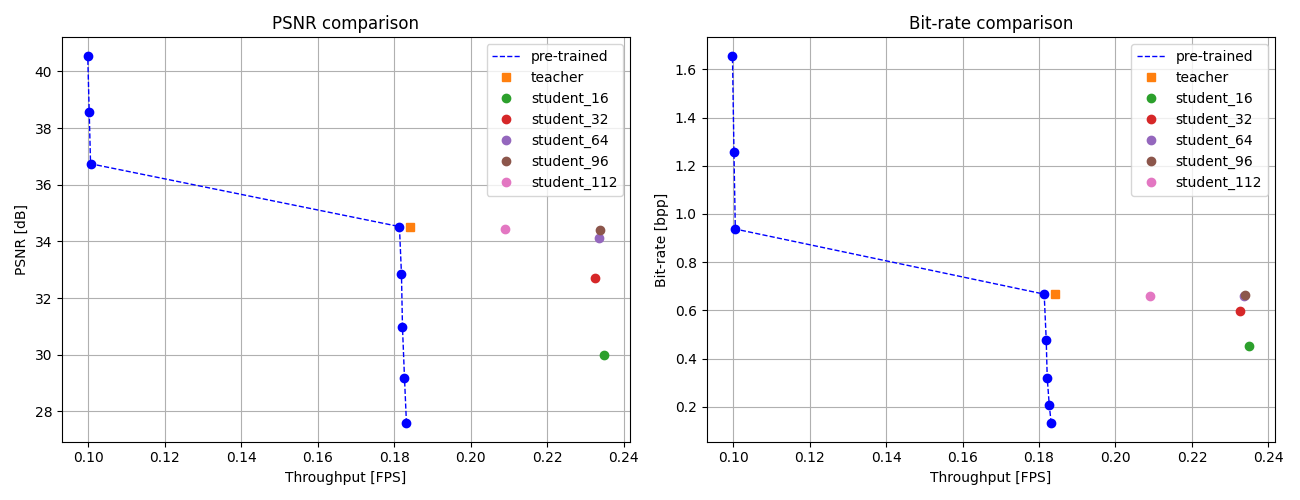 PSNR comparison
40
38
36
34
32
30
28
PSNR [dB]
0.10
0.12
0.14
0.16
0.18
0.20
0.22
0.24
Throughput [FPS]
pre-trained
teacher
student_16
student_32
student_64
student_96
student_112
Bit-rate comparison
1.6
1.4
1.2
1.0
0.8
0.6
0.4
0.2
Bit-rate [bpp]
0.10
0.12
0.14
0.16
0.18
0.20
0.22
0.24
Throughput [FPS]
pre-trained
teacher
student_16
student_32
student_64
student_96
student_112